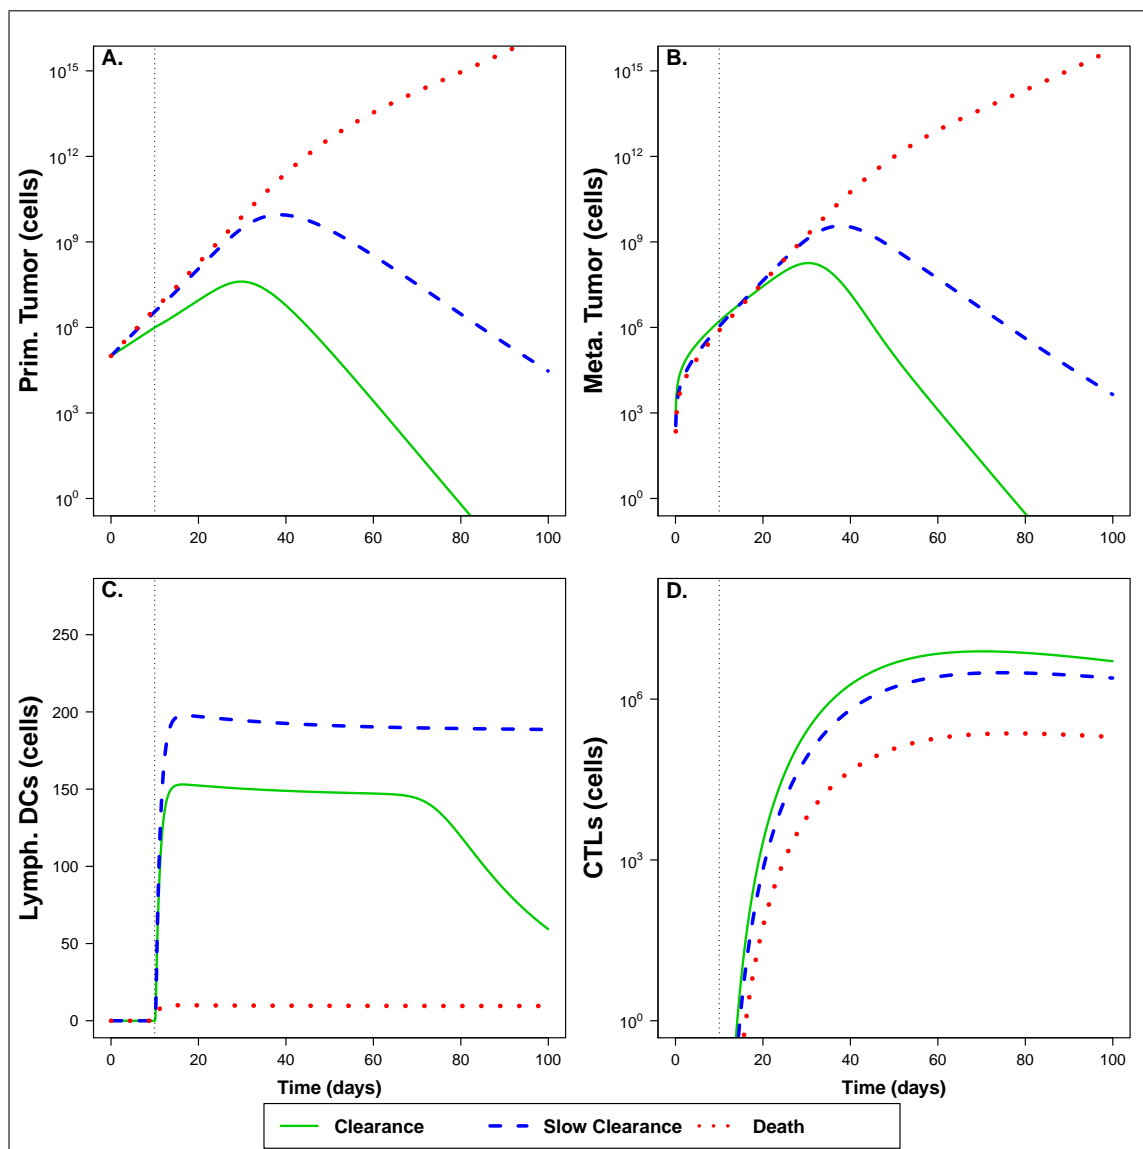 A.
10^15
10^12
10^9
10^6
10^3
10^0
Prim. Tumor (cells)
0 20 40 60 80 100
B.
10^15
10^12
10^9
10^6
10^3
10^0
Meta. Tumor (cells)
0 20 40 60 80 100
C.
250
200
150
100
50
0
Lymph. DCs (cells)
0 20 40 60 80 100
Time (days)
D.
10^6
10^3
10^0
CTLs (cells)
0 20 40 60 80 100
Time (days)
Clearance Slow Clearance Death